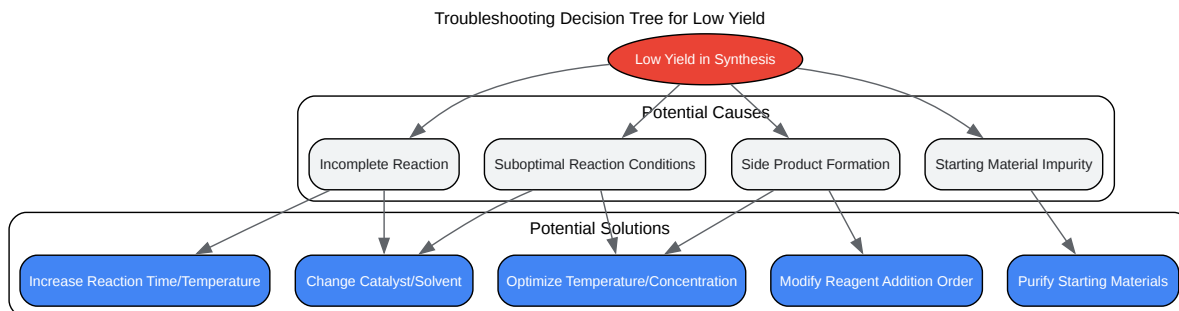 Troubleshooting Decision Tree for Low Yield
Low Yield in Synthesis
Potential Causes
Incomplete Reaction
Suboptimal Reaction Conditions
Side Product Formation
Starting Material Impurity
Potential Solutions
Increase Reaction Time/Temperature
Change Catalyst/Solvent
Optimize Temperature/Concentration
Modify Reagent Addition Order
Purify Starting Materials